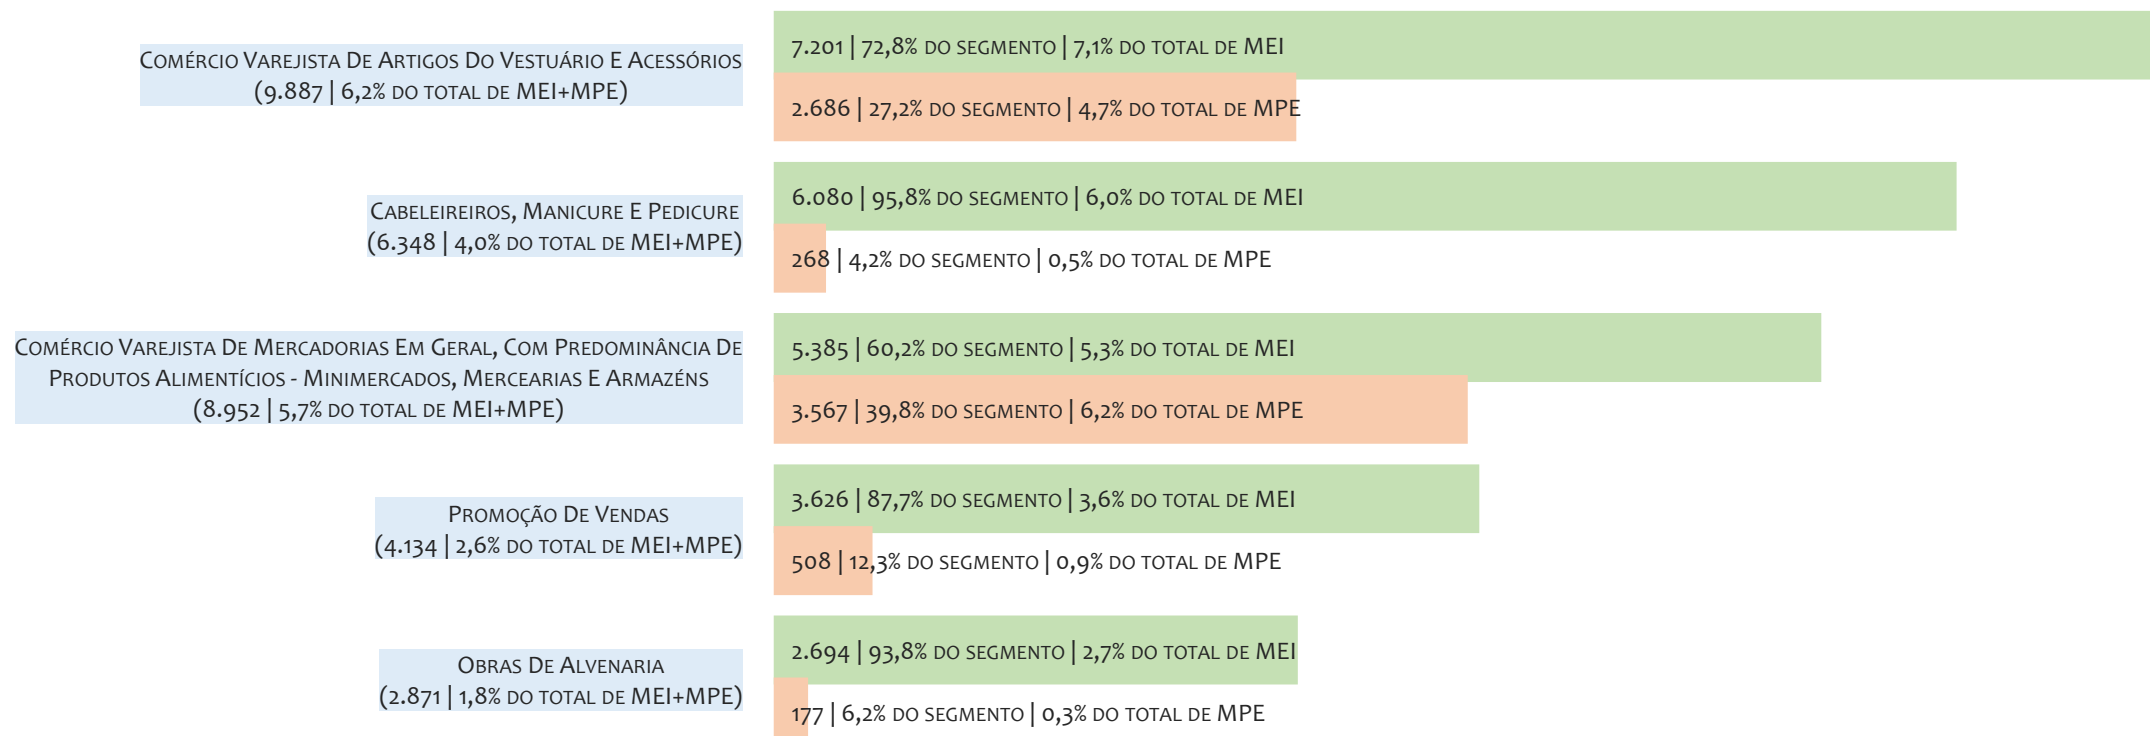 Comércio Varejista De Artigos Do Vestuário E Acessórios
(9.887 | 6,2% do total de MEI+MPE)
7.201 | 72,8% do segmento | 7,1% do total de MEI
2.686 | 27,2% do segmento | 4,7% do total de MPE
Cabeleireiros, Manicure E Pedicure
(6.348 | 4,0% do total de MEI+MPE)
6.080 | 95,8% do segmento | 6,0% do total de MEI
268 | 4,2% do segmento | 0,5% do total de MPE
Comércio Varejista De Mercadorias Em Geral, Com Predominância De
Produtos Alimentícios - Minimercados, Mercearias E Armazéns
(8.952 | 5,7% do total de MEI+MPE)
5.385 | 60,2% do segmento | 5,3% do total de MEI
3.567 | 39,8% do segmento | 6,2% do total de MPE
Promoção De Vendas
(4.134 | 2,6% do total de MEI+MPE)
3.626 | 87,7% do segmento | 3,6% do total de MEI
508 | 12,3% do segmento | 0,9% do total de MPE
Obras De Alvenaria
(2.871 | 1,8% do total de MEI+MPE)
2.694 | 93,8% do segmento | 2,7% do total de MEI
177 | 6,2% do segmento | 0,3% do total de MPE